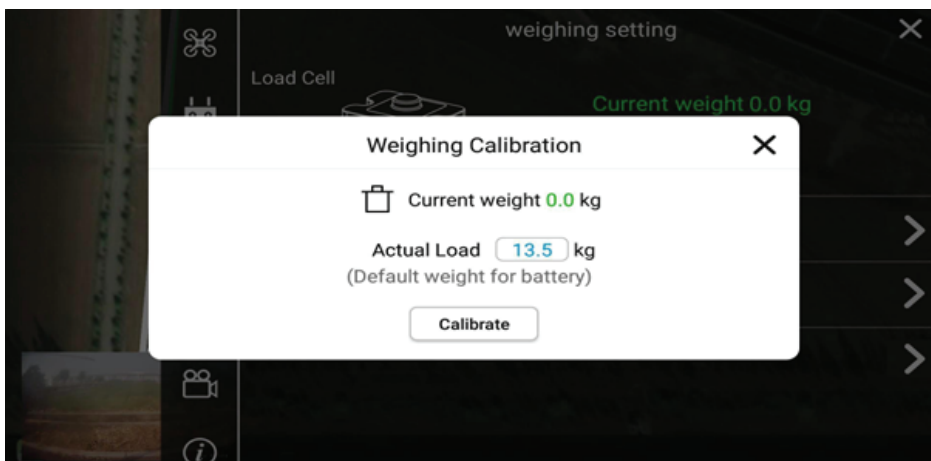 weighing setting
Load Cell
Current weight 0.0 kg
Weighing Calibration
Current weight 0.0 kg
Actual Load 13.5 kg
(Default weight for battery)
Calibrate